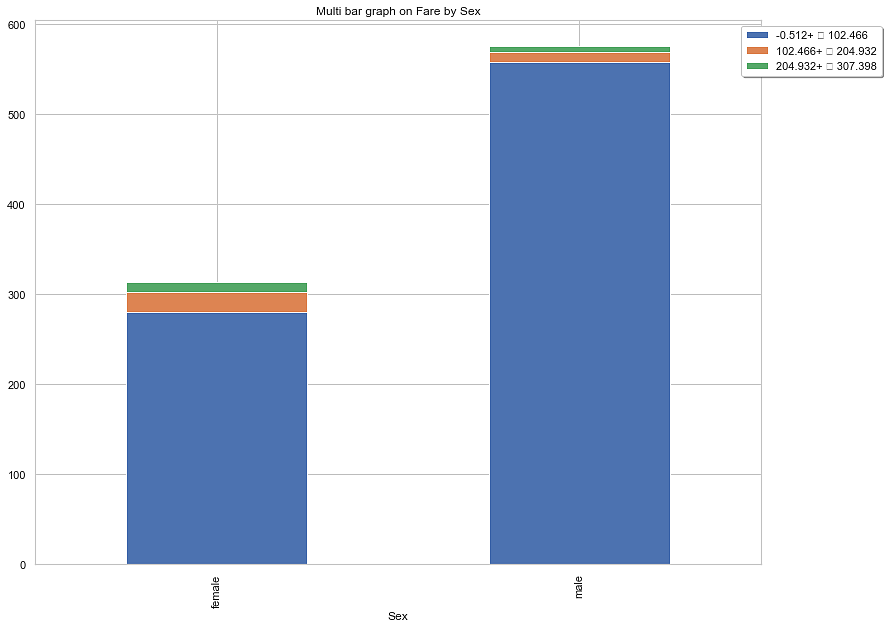 Multi bar graph on Fare by Sex
-0.512+ □ 102.466
102.466+ □ 204.932
204.932+ □ 307.398
600
500
400
300
200
100
0
female
male
Sex